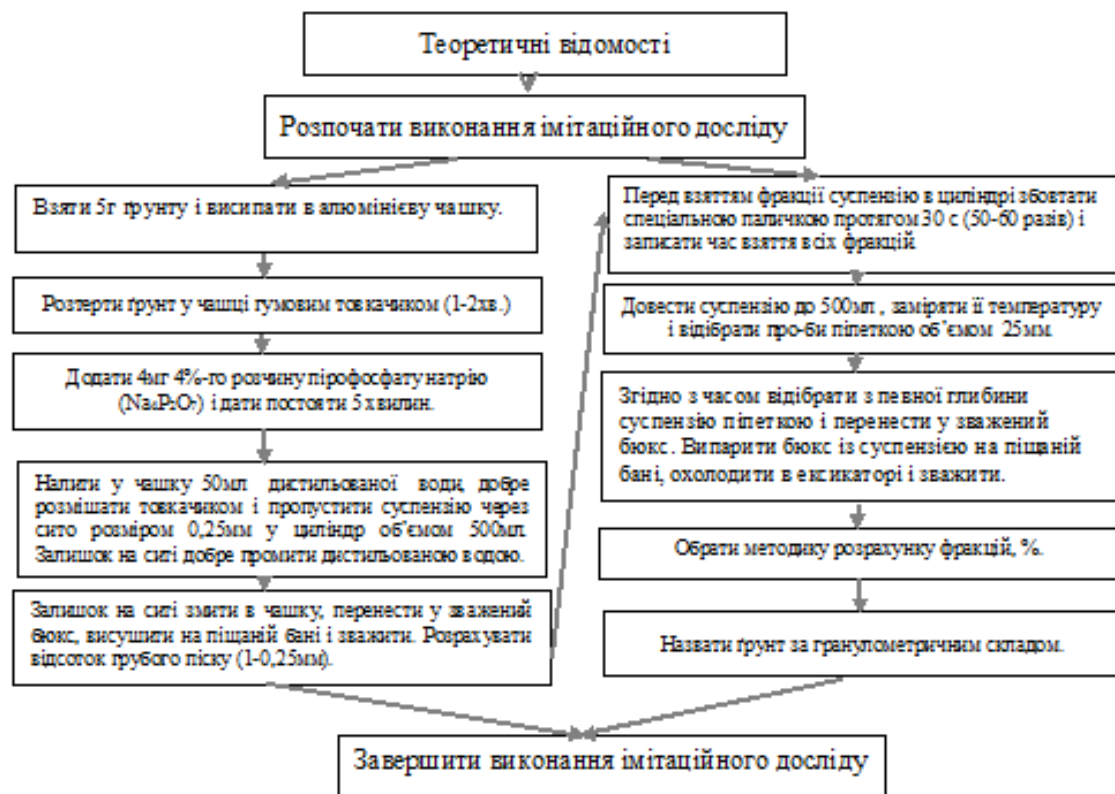 Теоретичні відомості
Розпочати виконання імітаційного досліду
Взяти 5г ґрунту і висипати в алюмінієву чашку.
Розтерти ґрунт у чашці гумовим товкачиком (1-2хв.)
Додати 4мг 4%-го розчину пірофосфату натрію
(Na₄P₂O₇) і дати постояти 5 хвилин.
Налити у чашку 50мл дистильованої води, добре
розмішати товкачиком і пропустити суспензію через
сито розміром 0,25мм у циліндр об’ємом 500мл.
Залишок на ситі добре промити дистильованою водою.
Залишок на ситі змити в чашку, перенести у зважений
бюкс, висушити на піщаній бані і зважити. Розрахувати
відсоток грубого піску (1-0,25мм).
Перед взяттям фракції суспензію в циліндрі збовтати
спеціальною паличкою протягом 30 с (50-60 разів) і
записати час взяття всіх фракцій.
Довести суспензію до 500мл , заміряти її температуру
і відібрати про-би піпеткою об’ємом 25мм.
Згідно з часом відібрати з певної глибини
суспензію піпеткою і перенести у зважений
бюкс. Випарити бюкс із суспензією на піщаній
бані, охолодити в ексикаторі і зважити.
Обрати методику розрахунку фракцій, %.
Назвати ґрунт за гранулометричним складом.
Завершити виконання імітаційного досліду